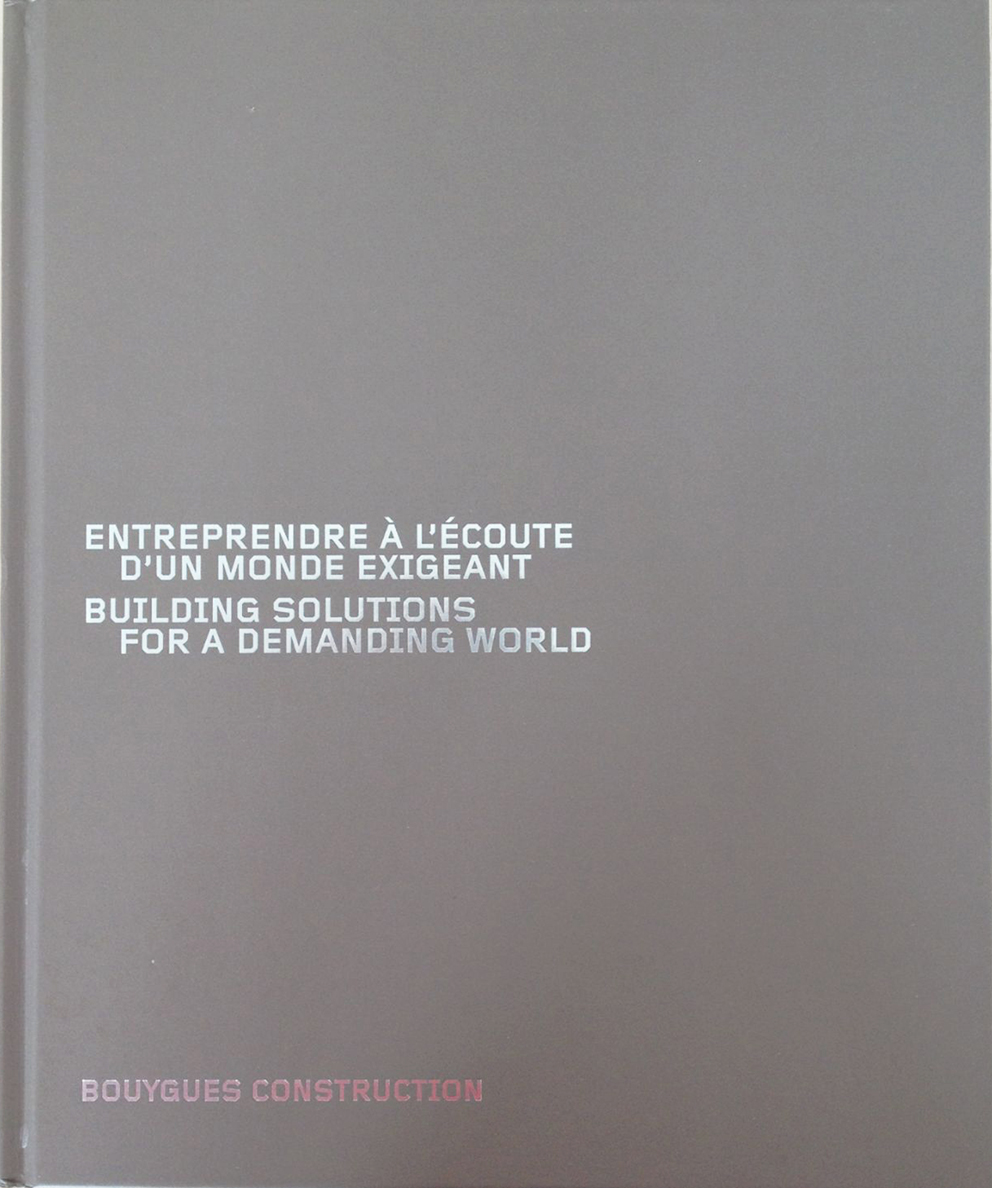 ENTREPRENDRE À L'ÉCOUTE
D'UN MONDE EXIGEANT
BUILDING SOLUTIONS
FOR A DEMANDING WORLD
BOUYGUES CONSTRUCTION